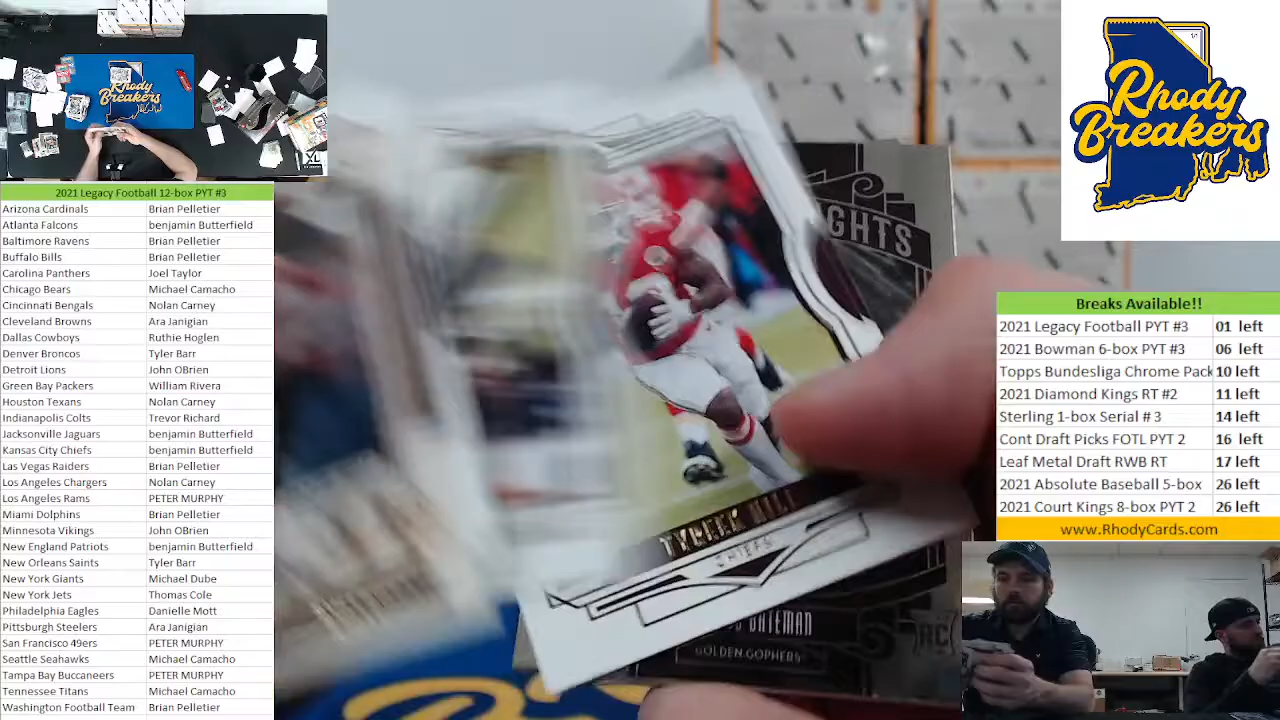 Rhody
Breakers
2021 Legacy Football 12-box PYT #3
Arizona Cardinals Brian Pelletier
Atlanta Falcons benjamin Butterfield
Baltimore Ravens Brian Pelletier
Buffalo Bills Brian Pelletier
Carolina Panthers Joel Taylor
Chicago Bears Michael Camacho
Cincinnati Bengals Nolan Carney
Cleveland Browns Ara Janigian
Dallas Cowboys Ruthie Hoglen
Denver Broncos Tyler Barr
Detroit Lions John OBrien
Green Bay Packers William Rivera
Houston Texans Nolan Carney
Indianapolis Colts Trevor Richard
Jacksonville Jaguars benjamin Butterfield
Kansas City Chiefs benjamin Butterfield
Las Vegas Raiders Brian Pelletier
Los Angeles Chargers Nolan Carney
Los Angeles Rams PETER MURPHY
Miami Dolphins Brian Pelletier
Minnesota Vikings John OBrien
New England Patriots benjamin Butterfield
New Orleans Saints Tyler Barr
New York Giants Michael Dube
New York Jets Thomas Cole
Philadelphia Eagles Danielle Mott
Pittsburgh Steelers Ara Janigian
San Francisco 49ers PETER MURPHY
Seattle Seahawks Michael Camacho
Tampa Bay Buccaneers PETER MURPHY
Tennessee Titans Michael Camacho
Washington Football Team Brian Pelletier
GHTS
TYREEK HILL
CHIEFS
BATEMAN
GOLDEN GOPHERS
RC
Rhody
Rhody
Breakers
Breaks Available!!
2021 Legacy Football PYT #3 01 left
2021 Bowman 6-box PYT #3 06 left
Topps Bundesliga Chrome Pack 10 left
2021 Diamond Kings RT #2 11 left
Sterling 1-box Serial # 3 14 left
Cont Draft Picks FOTL PYT 2 16 left
Leaf Metal Draft RWB RT 17 left
2021 Absolute Baseball 5-box 26 left
2021 Court Kings 8-box PYT 2 26 left
www.RhodyCards.com